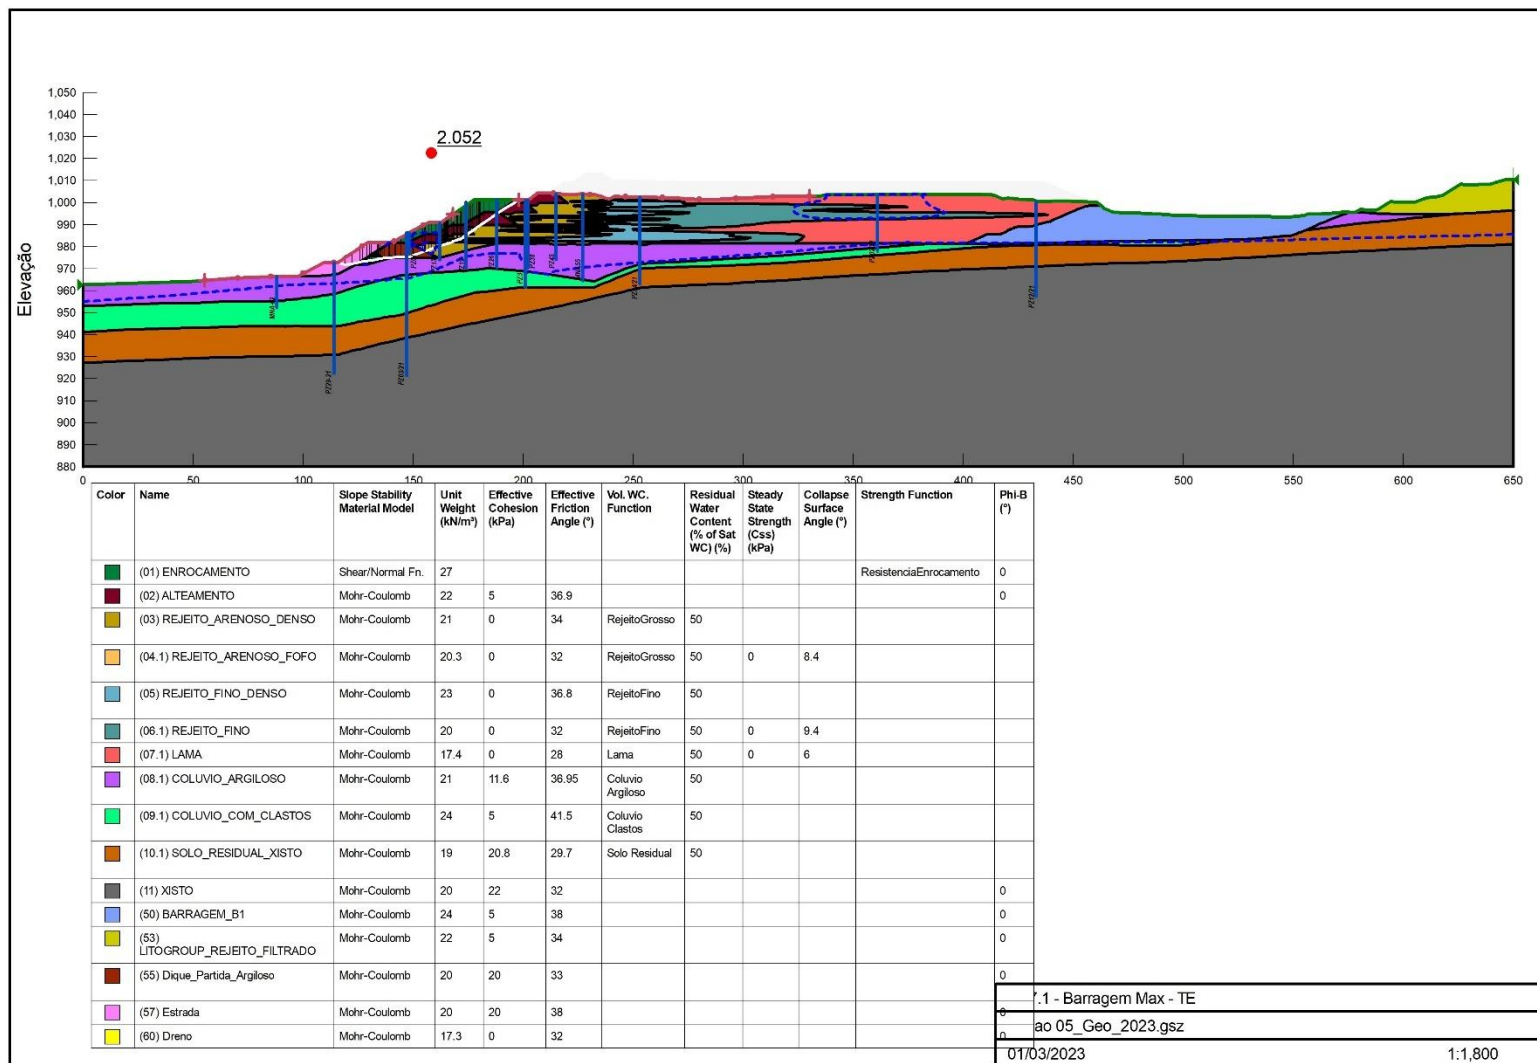 2.052
1,050
1,040
1,030
1,020
1,010
1,000
990
980
970
960
950
940
930
920
910
900
890
880
Elevação
PZ29-21
PZ03/21
PZ12/21
0 50 100 150 200 250 300 350 400 450 500 550 600 650
Color Name Slope Stability Material Model Unit Weight (kN/m³) Effective Cohesion (kPa) Effective Friction Angle (°) Vol. WC. Function Residual Water Content (% of Sat WC) (%) Steady State Strength (Css) (kPa) Collapse Surface Angle (°) Strength Function Phi-B (°)
(01) ENROCAMENTO Shear/Normal Fn. 27 ResistenciaEnrocamento 0
(02) ALTEAMENTO Mohr-Coulomb 22 5 36.9 0
(03) REJEITO_ARENOSO_DENSO Mohr-Coulomb 21 0 34 RejeitoGrosso 50
(04.1) REJEITO_ARENOSO_FOFO Mohr-Coulomb 20.3 0 32 RejeitoGrosso 50 0 8.4
(05) REJEITO_FINO_DENSO Mohr-Coulomb 23 0 36.8 RejeitoFino 50
(06.1) REJEITO_FINO Mohr-Coulomb 20 0 32 RejeitoFino 50 0 9.4
(07.1) LAMA Mohr-Coulomb 17.4 0 28 Lama 50 0 6
(08.1) COLUVIO_ARGILOSO Mohr-Coulomb 21 11.6 36.95 Coluvio Argiloso 50
(09.1) COLUVIO_COM_CLASTOS Mohr-Coulomb 24 5 41.5 Coluvio Clastos 50
(10.1) SOLO_RESIDUAL_XISTO Mohr-Coulomb 19 20.8 29.7 Solo Residual 50
(11) XISTO Mohr-Coulomb 20 22 32 0
(50) BARRAGEM_B1 Mohr-Coulomb 24 5 38 0
(53) LITOGROUP_REJEITO_FILTRADO Mohr-Coulomb 22 5 34 0
(55) Dique_Partida_Argiloso Mohr-Coulomb 20 20 33 0
(57) Estrada Mohr-Coulomb 20 20 38 0
(60) Dreno Mohr-Coulomb 17.3 0 32 0
7.1 - Barragem Max - TE
ao 05_Geo_2023.gsz
01/03/2023 1:1,800